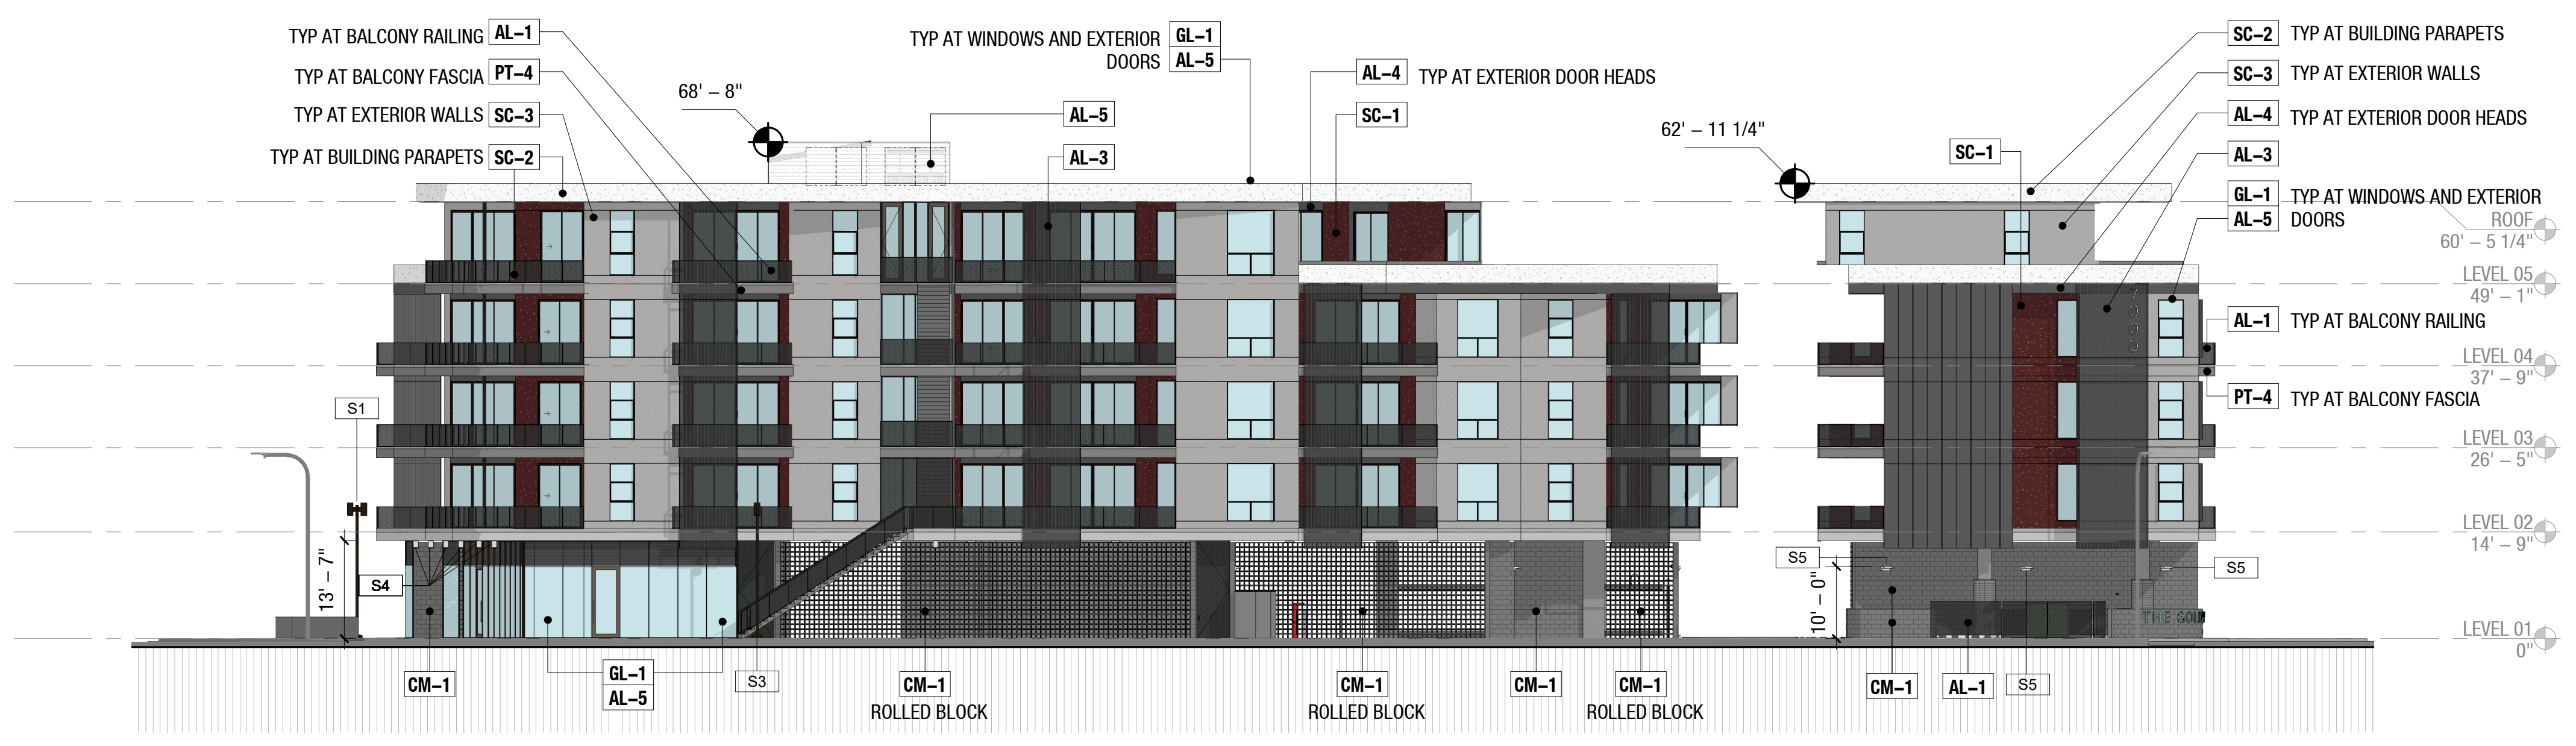 TYP AT BALCONY RAILING AL–1
TYP AT BALCONY FASCIA PT–4
TYP AT EXTERIOR WALLS SC–3
TYP AT BUILDING PARAPETS SC–2
68' – 8"
TYP AT WINDOWS AND EXTERIOR
DOORS
GL–1
AL–5
AL–5
AL–3
AL–4 TYP AT EXTERIOR DOOR HEADS
SC–1
62' – 11 1/4"
SC–1
SC–2 TYP AT BUILDING PARAPETS
SC–3 TYP AT EXTERIOR WALLS
AL–4 TYP AT EXTERIOR DOOR HEADS
AL–3
GL–1 TYP AT WINDOWS AND EXTERIOR
AL–5 DOORS
ROOF
60' – 5 1/4"
LEVEL 05
49' – 1"
AL–1 TYP AT BALCONY RAILING
LEVEL 04
37' – 9"
PT–4 TYP AT BALCONY FASCIA
LEVEL 03
26' – 5"
LEVEL 02
14' – 9"
LEVEL 01
0"
7000
S1
13' – 7"
S4
S5
10' – 0"
S5
THE GOL
CM–1
GL–1
AL–5
S3
CM–1
ROLLED BLOCK
CM–1
ROLLED BLOCK
CM–1
CM–1
ROLLED BLOCK
CM–1
AL–1
S5